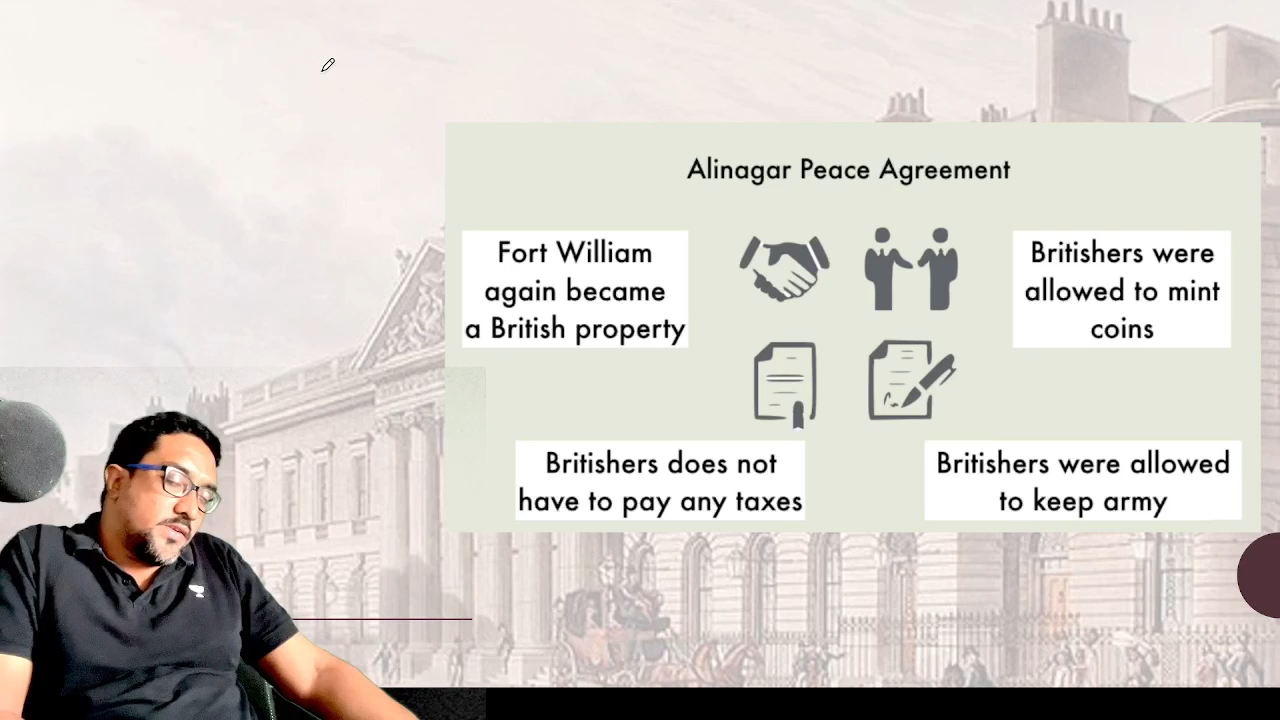 Alinagar Peace Agreement
Fort William
again became
a British property
Britishers were
allowed to mint
coins
Britishers does not
have to pay any taxes
Britishers were allowed
to keep army